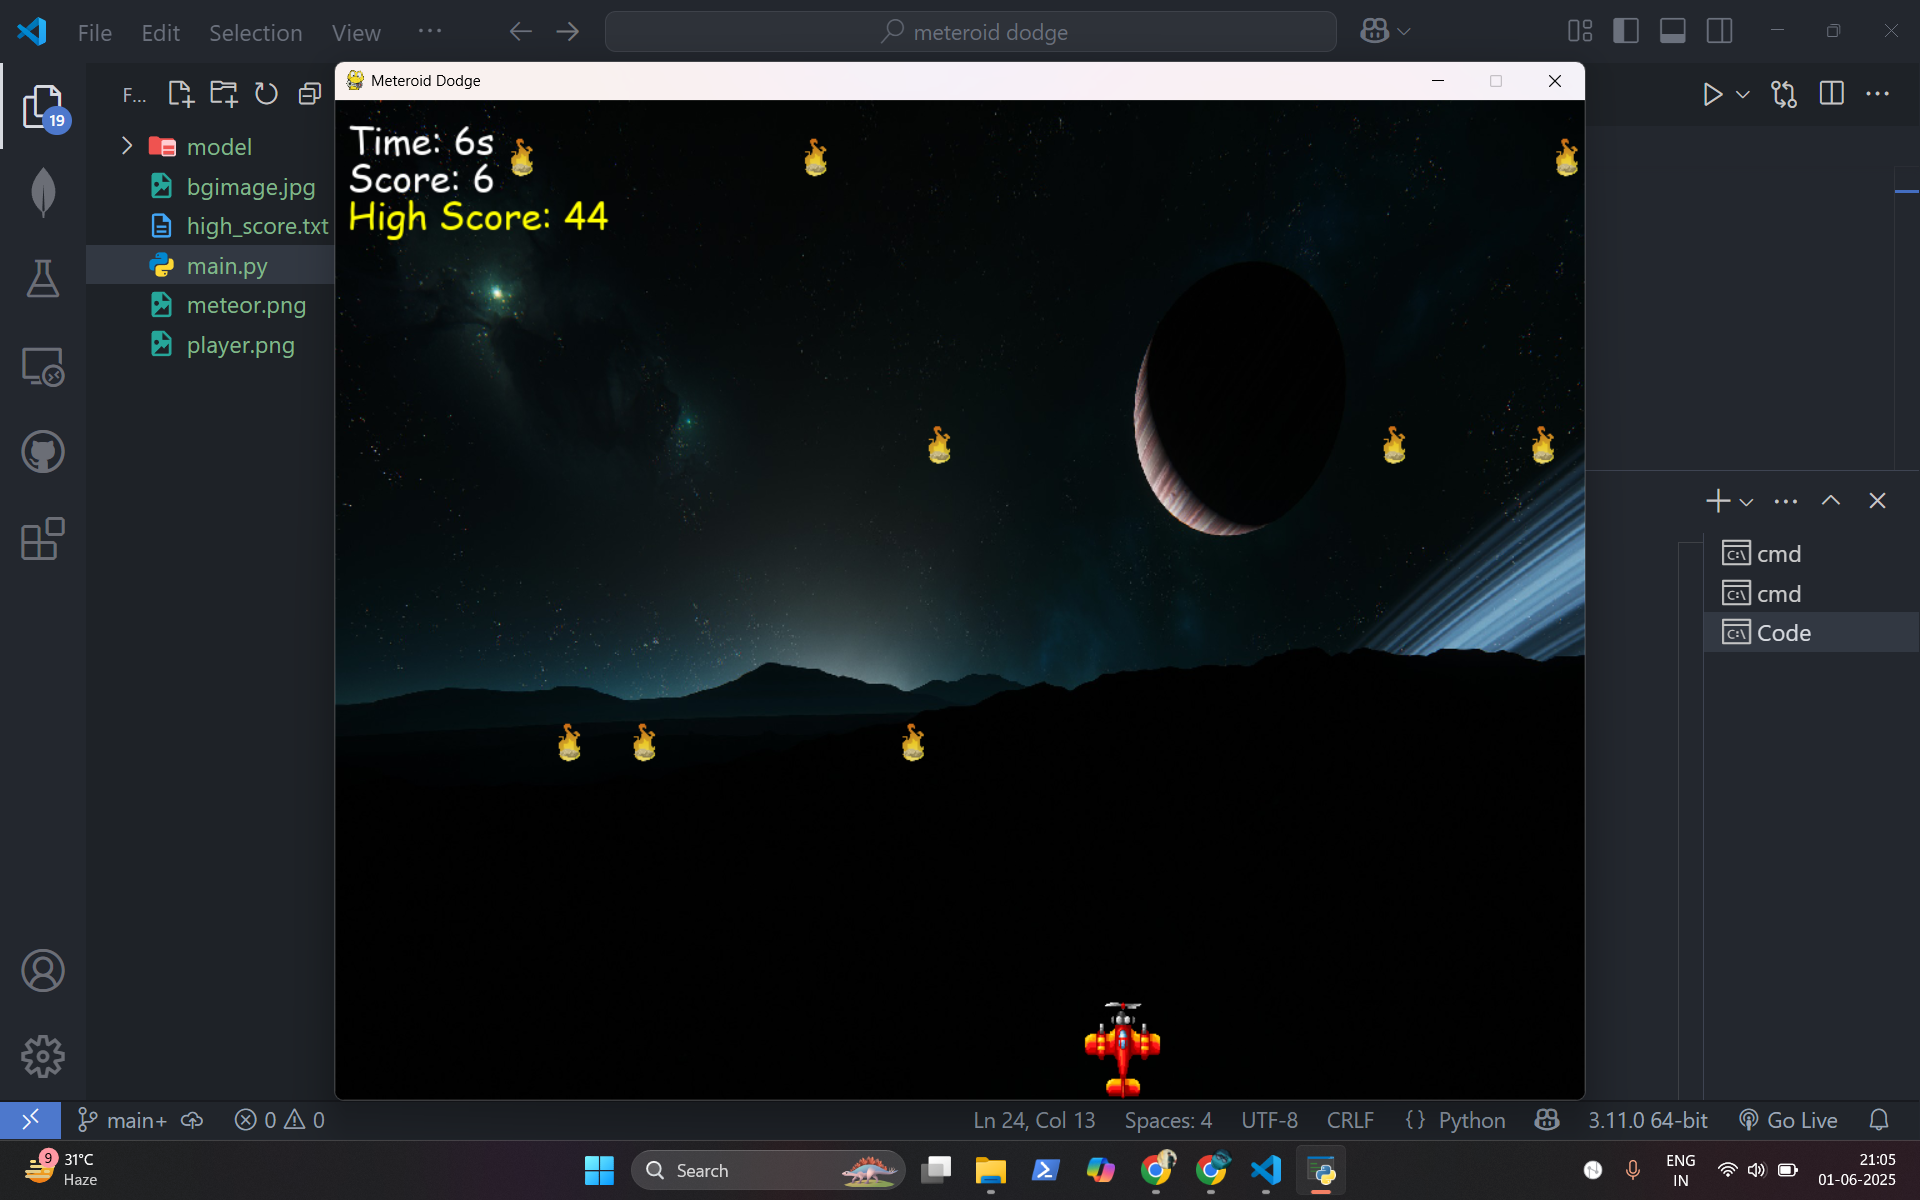 File Edit Selection View ···
meteroid dodge
19
F...
model
bgimage.jpg
high_score.txt
main.py
meteor.png
player.png
Meteroid Dodge
Time: 6s
Score: 6
High Score: 44
cmd
cmd
Code
main+ 0 0
Ln 24, Col 13 Spaces: 4 UTF-8 CRLF {} Python 3.11.0 64-bit Go Live
9
31°C
Haze
Search
ENG
IN
21:05
01-06-2025